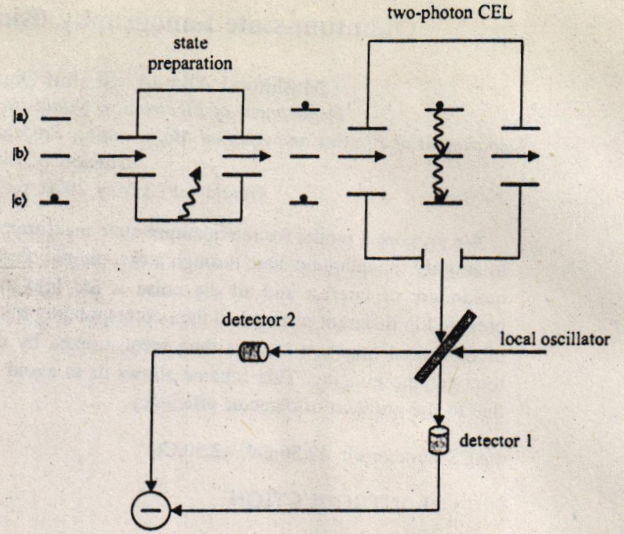 two-photon CEL
state
preparation
|a⟩
|b⟩
|c⟩
detector 2
local oscillator
detector 1
−